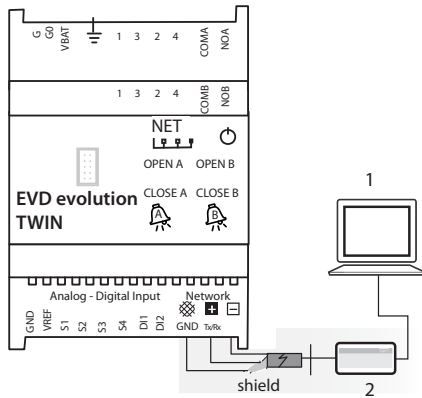 G G0 VBAT 1 3 2 4 COMA NOA
1 3 2 4 COMB NOB
NET
OPEN A OPEN B
CLOSE A CLOSE B
EVD evolution
TWIN
A B
1
Analog - Digital Input Network
GND VREF S1 S2 S3 S4 DI1 DI2 GND Tx/Rx
shield
2